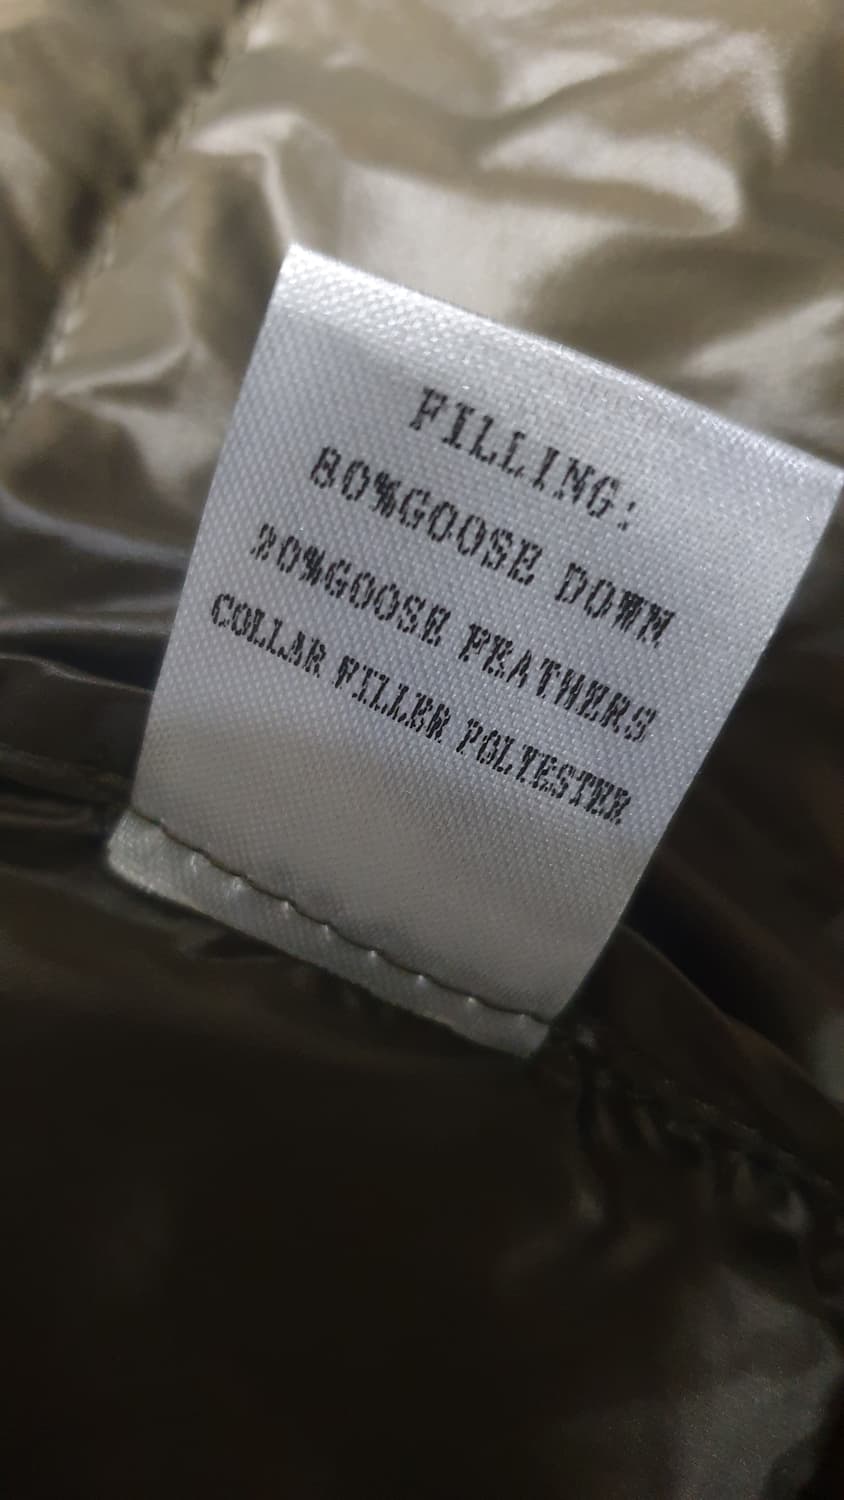 FILLING:
80%GOOSE DOWN
20%GOOSE FEATHERS
COLLAR FILLER POLYESTER